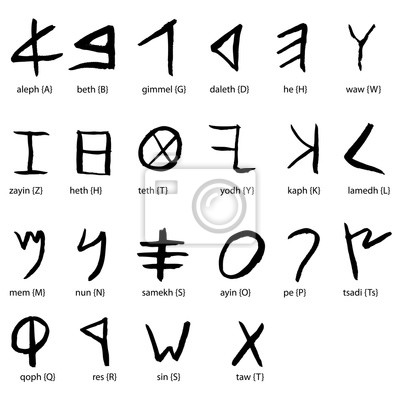 𐤀 𐤁 𐤂 𐤃 𐤄 𐤅
aleph {A} beth {B} gimmel {G} daleth {D} he {H} waw {W}
𐤆 𐤇 𐤈 𐤉 𐤊 𐤋
zayin {Z} heth {H} teth {T} yodh {Y} kaph {K} lamedh {L}
𐤌 𐤍 𐤎 𐤏 𐤐 𐤑
mem {M} nun {N} samekh {S} ayin {O} pe {P} tsadi {Ts}
𐤒 𐤓 𐤔 𐤕
qoph {Q} res {R} sin {S} taw {T}